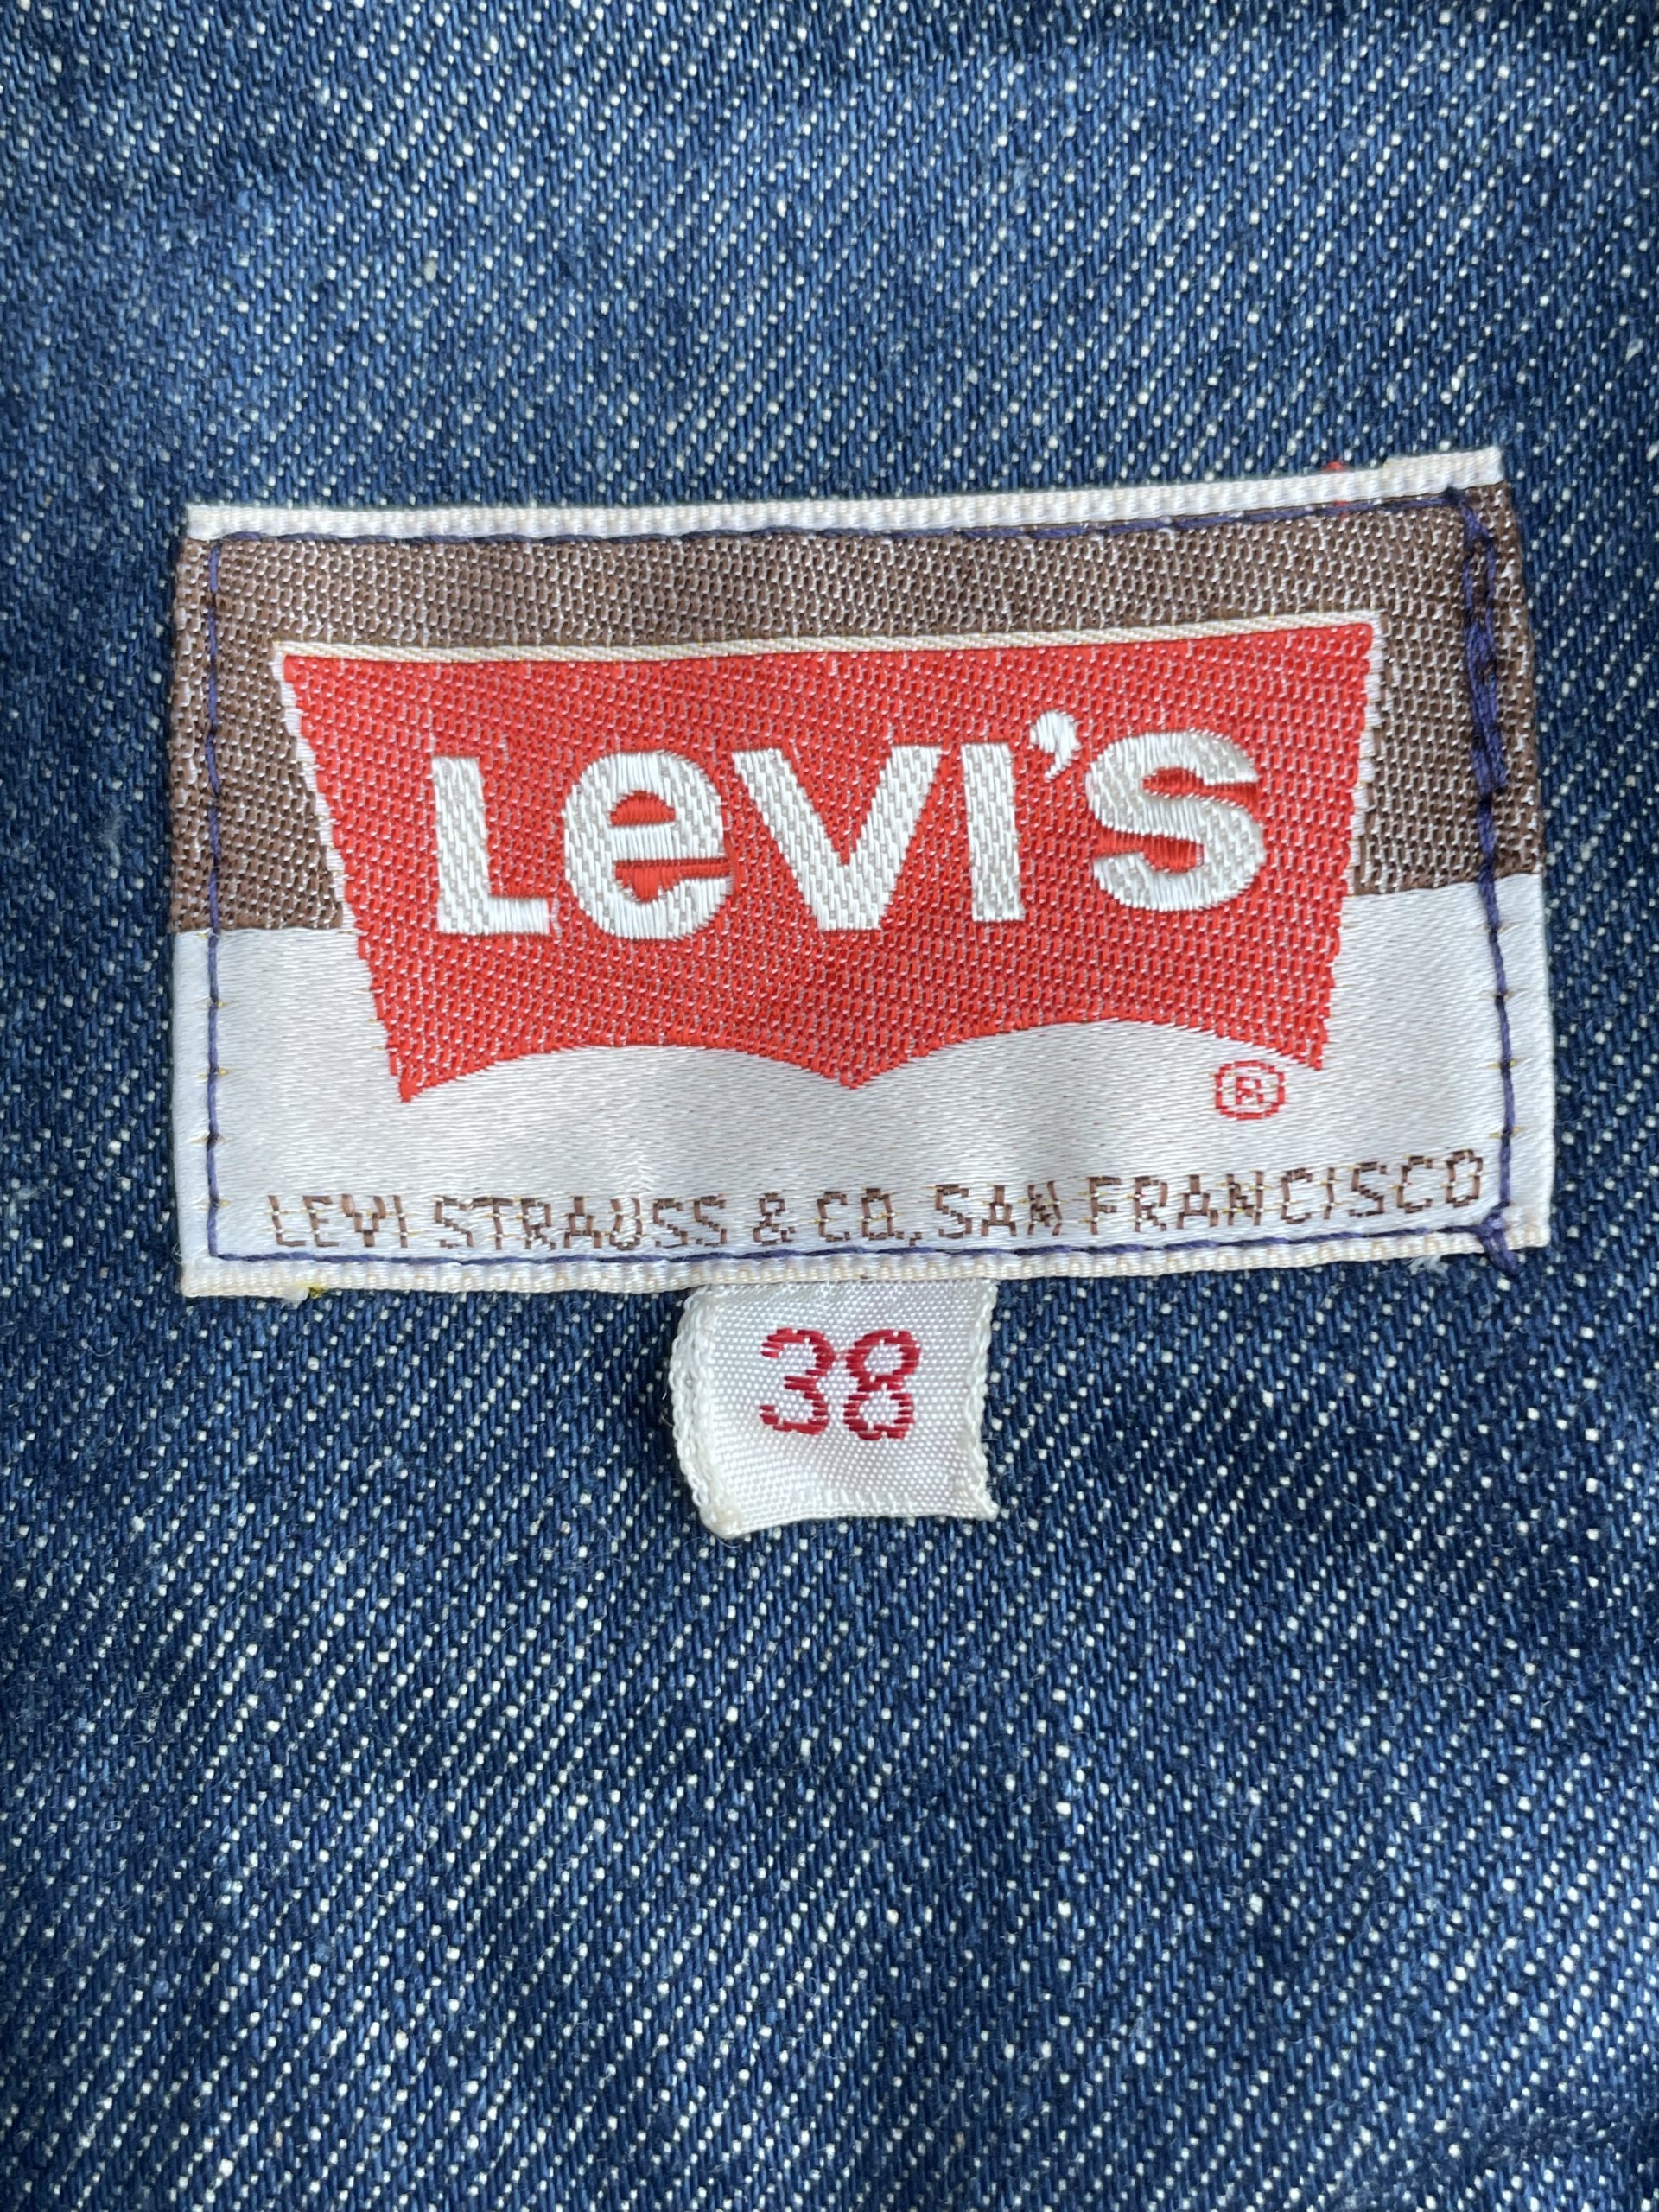 Levi's
®
LEVI STRAUSS & CO. SAN FRANCISCO
38